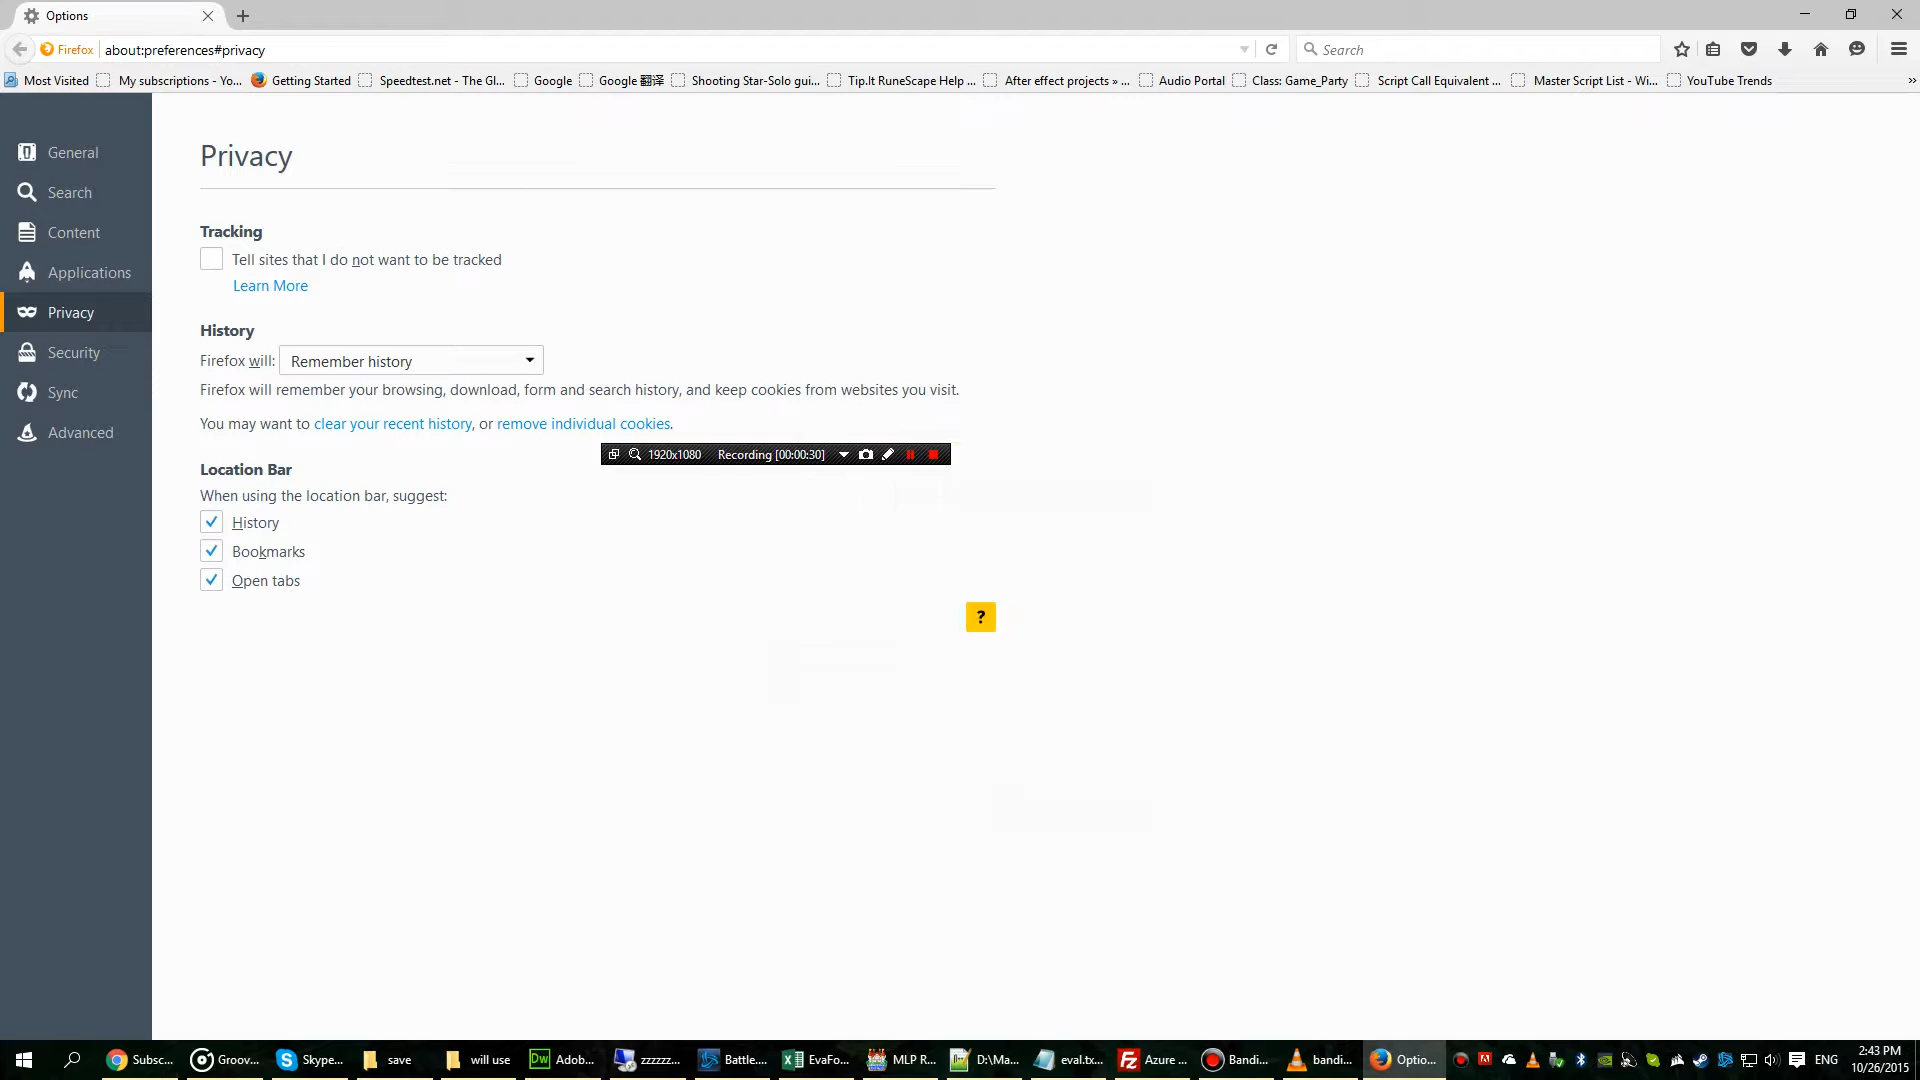 Options
Firefox
about:preferences#privacy
Search
Most Visited
My subscriptions - Yo...
Getting Started
Speedtest.net - The Gl...
Google
Google 翻译
Shooting Star-Solo gui...
Tip.It RuneScape Help ...
After effect projects » ...
Audio Portal
Class: Game_Party
Script Call Equivalent ...
Master Script List - Wi...
YouTube Trends
»
General
Search
Content
Applications
Privacy
Security
Sync
Advanced
Privacy
Tracking
Tell sites that I do not want to be tracked
Learn More
History
Firefox will: Remember history
Firefox will remember your browsing, download, form and search history, and keep cookies from websites you visit.
You may want to clear your recent history, or remove individual cookies.
1920x1080 Recording [00:00:30]
Location Bar
When using the location bar, suggest:
History
Bookmarks
Open tabs
?
Subsc...
Groov...
Skype...
save
will use
Dw Adob...
zzzzzz...
Battle....
EvaFo...
MLP R...
D:\Ma...
eval.tx...
Fz Azure ...
Bandi...
bandi...
Optio...
ENG
2:43 PM
10/26/2015